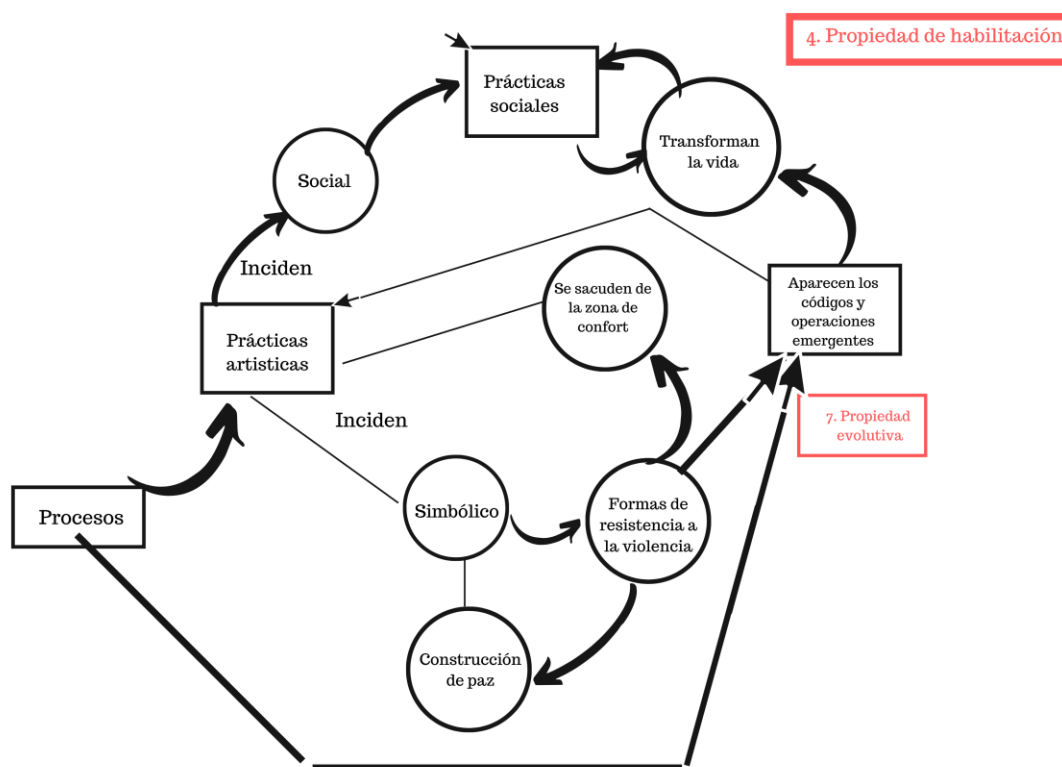 4. Propiedad de habilitación
Prácticas
sociales
Transforman
la vida
Social
Inciden
Se sacuden de
la zona de
confort
Aparecen los
códigos y
operaciones
emergentes
Prácticas
artisticas
Inciden
7. Propiedad
evolutiva
Procesos
Simbólico
Formas de
resistencia a
la violencia
Construcción
de paz